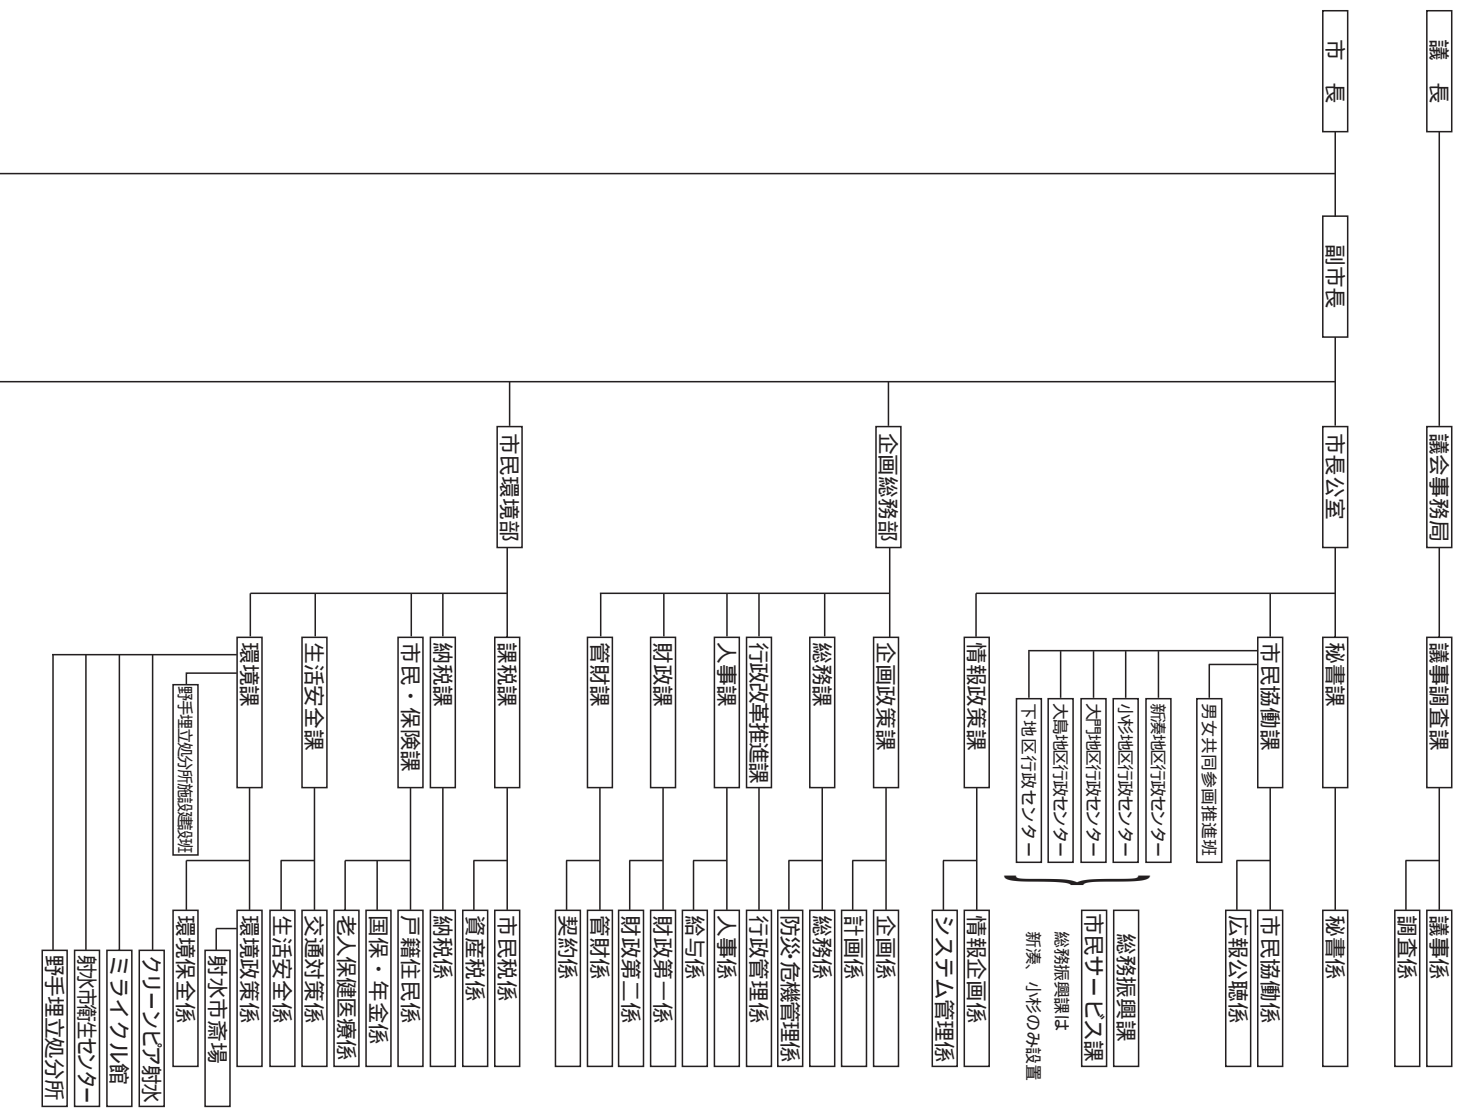 議長
議会事務局
議事調査課
議事係
調査係
市長
副市長
市長公室
秘書課
秘書係
市民協働課
市民協働係
広報公聴係
男女共同参画推進班
新湊地区行政センター
小杉地区行政センター
大門地区行政センター
大島地区行政センター
下地区行政センター
総務振興課
市民サービス課
総務振興課は
新湊、小杉のみ設置
情報政策課
情報企画係
システム管理係
企画総務部
企画政策課
企画係
計画係
総務課
総務係
防災・危機管理係
行政改革推進課
行政管理係
人事課
人事係
給与係
財政課
財政第一係
財政第二係
管財課
管財係
契約係
市民環境部
課税課
市民税係
資産税係
納税課
納税係
市民・保険課
戸籍住民係
国保・年金係
老人保健医療係
生活安全課
交通対策係
生活安全係
環境課
環境政策係
射水市斎場
環境保全係
野手埋立処分所施設建設班
クリーンピア射水
ミライクル館
射水市衛生センター
野手埋立処分所